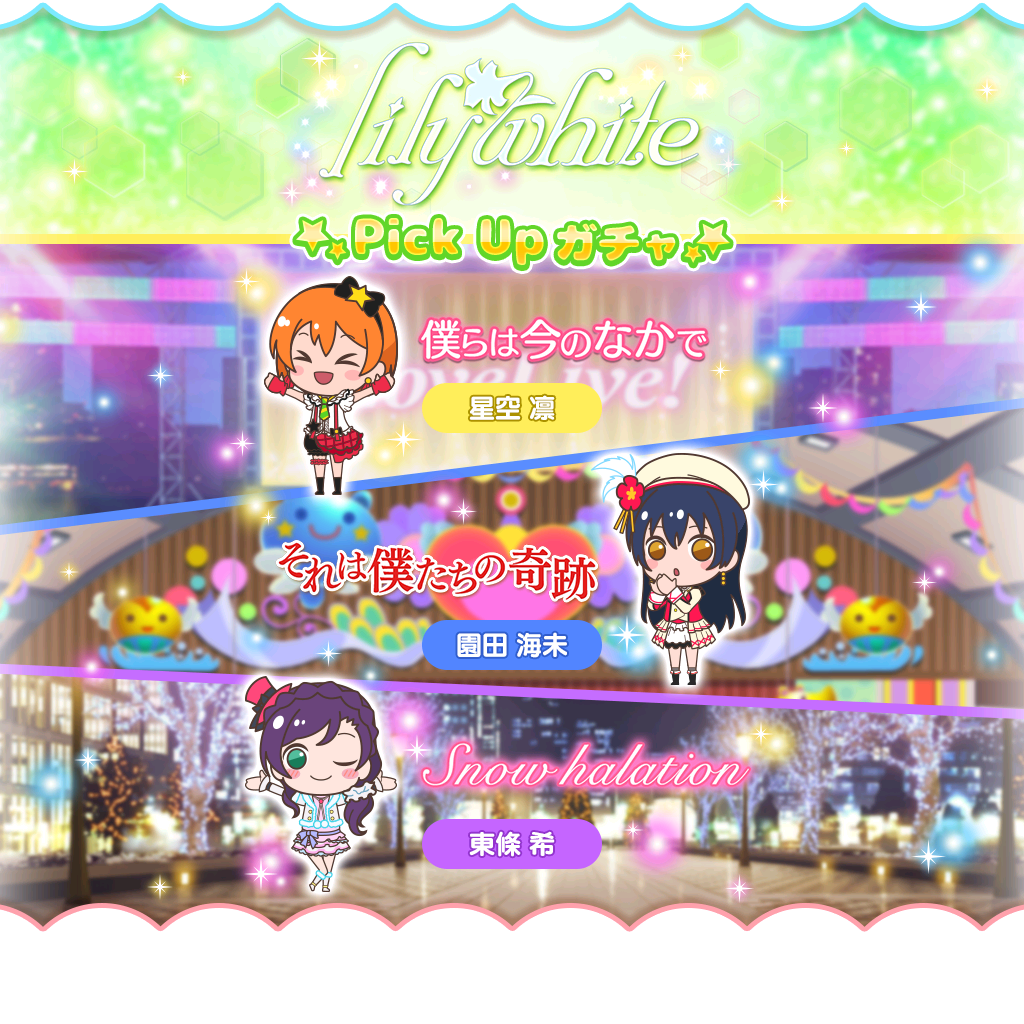 lily white
Pick Up ガチャ
僕らは今のなかで
LoveLive!
星空 凛
それは僕たちの奇跡
園田 海未
Snow halation
東條 希